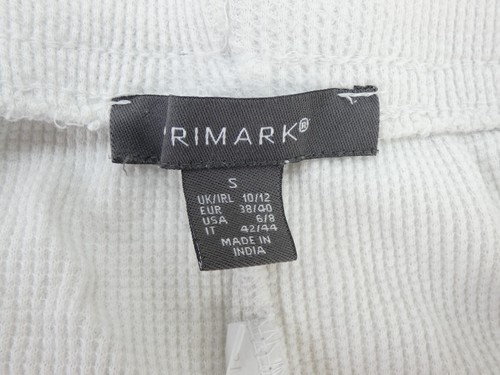 PRIMARK®
S
UK/IRL 10/12
EUR 38/40
USA 6/8
IT 42/44
MADE IN
INDIA